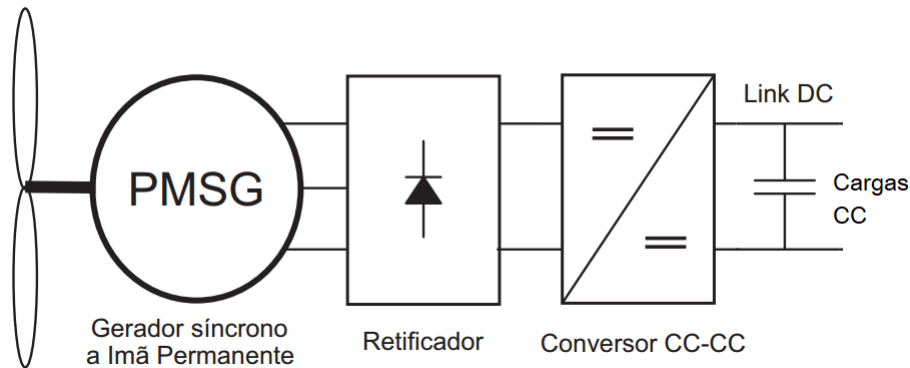 PMSG
Gerador síncrono
a Imã Permanente
Retificador
Conversor CC-CC
Link DC
Cargas
CC